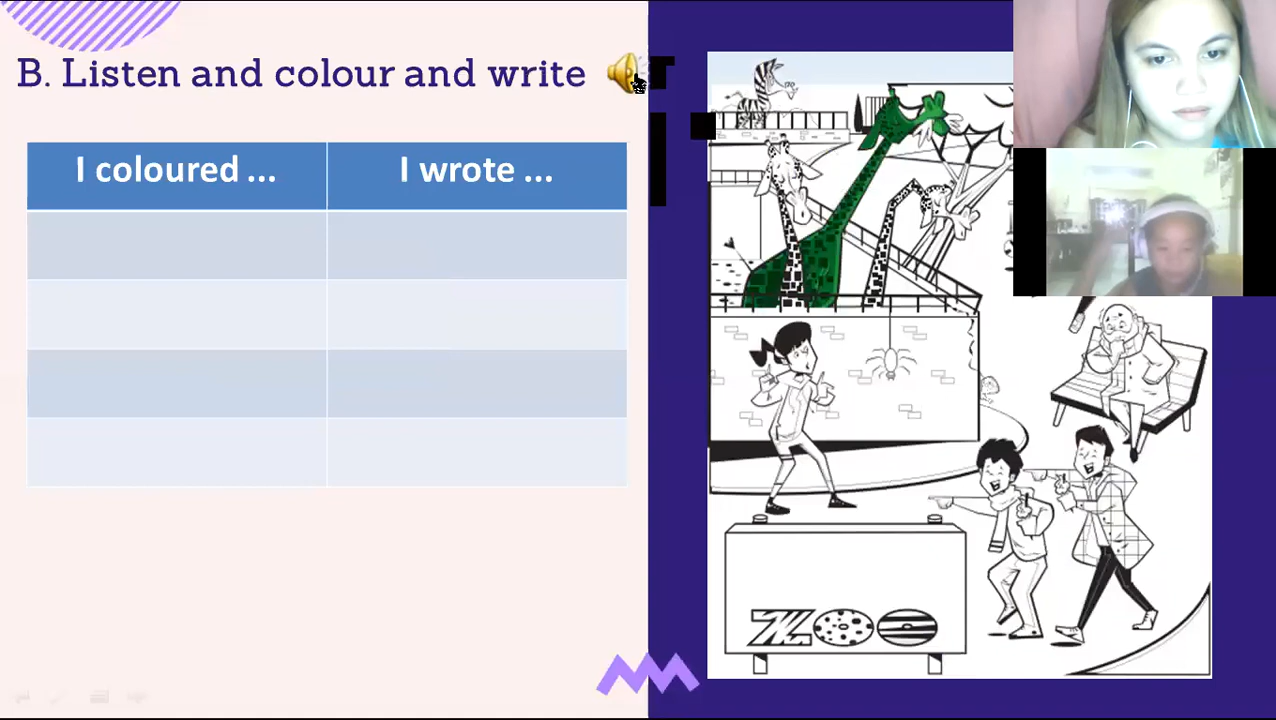 B. Listen and colour and write
I coloured ...
I wrote ...
ZOO